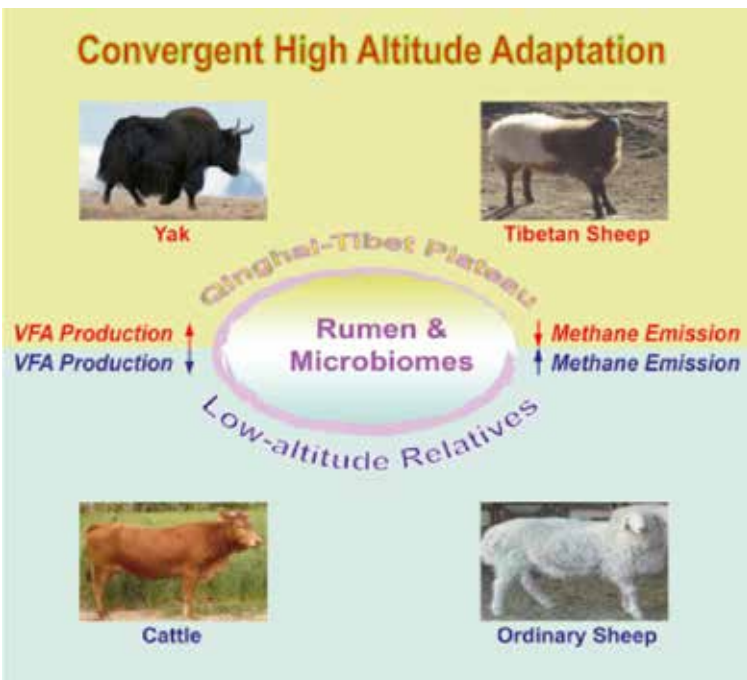 Convergent High Altitude Adaptation
Yak
Tibetan Sheep
Qinghai-Tibet Plateau
VFA Production ↑
Rumen &
Microbiomes
↓ Methane Emission
VFA Production ↓
↑ Methane Emission
Low-altitude Relatives
Cattle
Ordinary Sheep